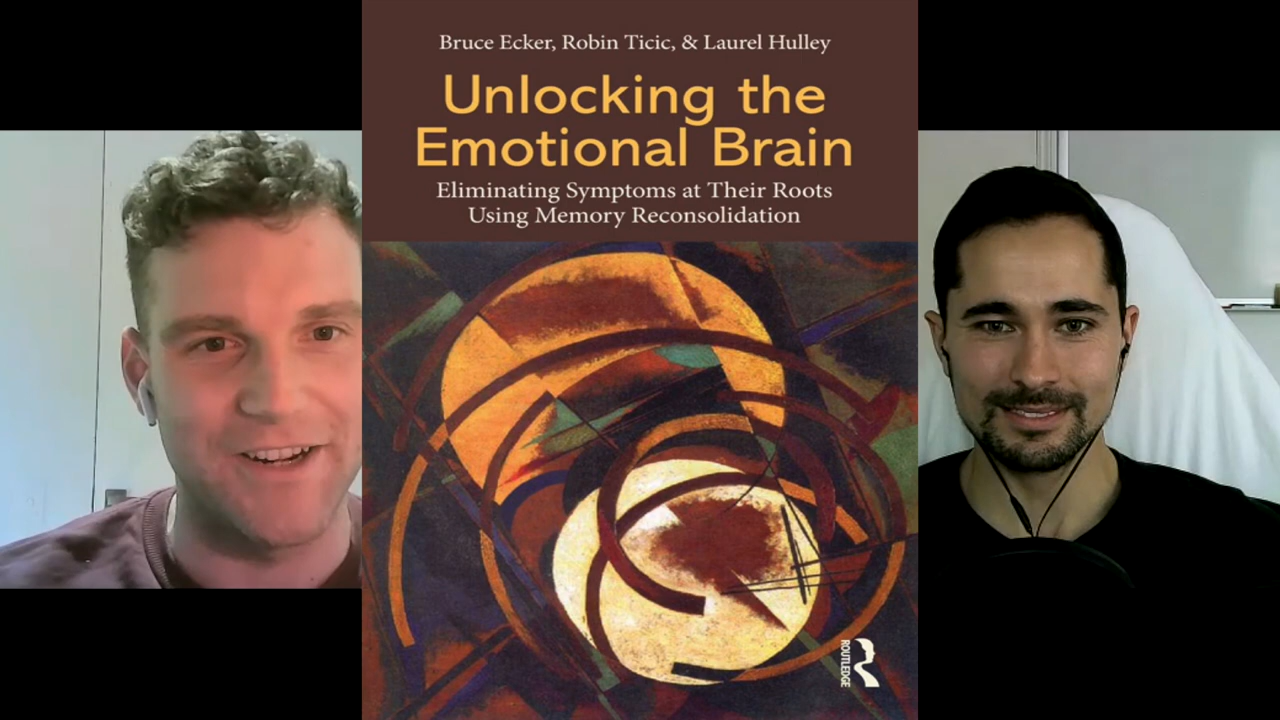 Bruce Ecker, Robin Ticic, & Laurel Hulley
Unlocking the
Emotional Brain
Eliminating Symptoms at Their Roots
Using Memory Reconsolidation
ROUTLEDGE